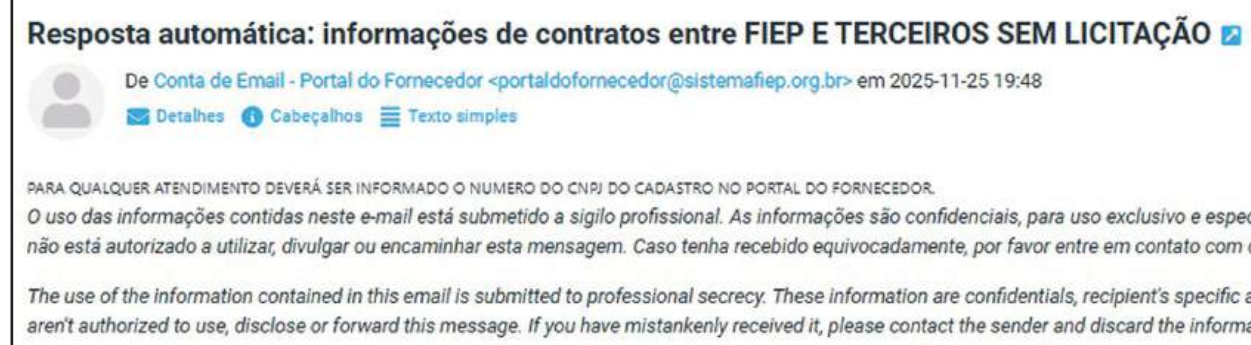 Resposta automática: informações de contratos entre FIEP E TERCEIROS SEM LICITAÇÃO
De Conta de Email - Portal do Fornecedor <portaldofornecedor@sistemafiep.org.br> em 2025-11-25 19:48
Detalhes Cabeçalhos Texto simples
PARA QUALQUER ATENDIMENTO DEVERÁ SER INFORMADO O NUMERO DO CNPJ DO CADASTRO NO PORTAL DO FORNECEDOR.
O uso das informações contidas neste e-mail está submetido a sigilo profissional. As informações são confidenciais, para uso exclusivo e
não está autorizado a utilizar, divulgar ou encaminhar esta mensagem. Caso tenha recebido equivocadamente, por favor entre em contato com
The use of the information contained in this email is submitted to professional secrecy. These information are confidentials, recipient's specific
aren't authorized to use, disclose or forward this message. If you have mistankenly received it, please contact the sender and discard the